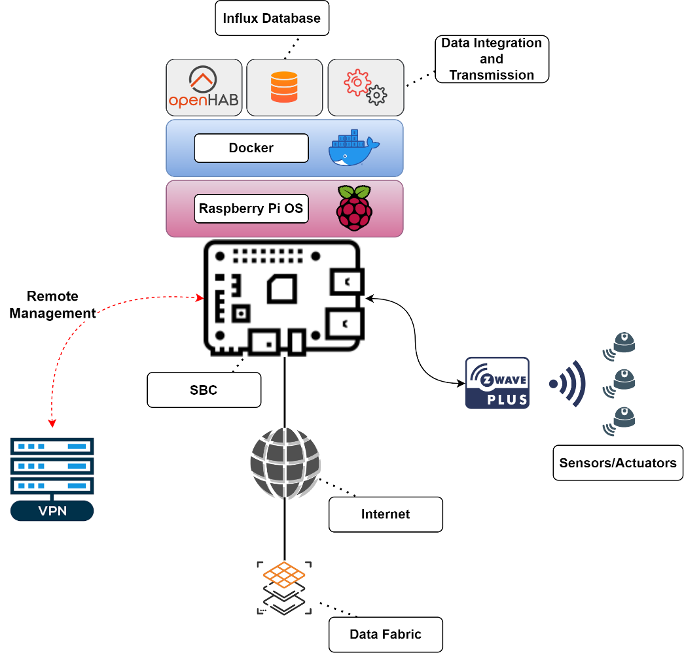 Influx Database
Data Integration
and
Transmission
openHAB
Docker
Raspberry Pi OS
Remote
Management
SBC
Z WAVE
PLUS
Sensors/Actuators
VPN
Internet
Data Fabric